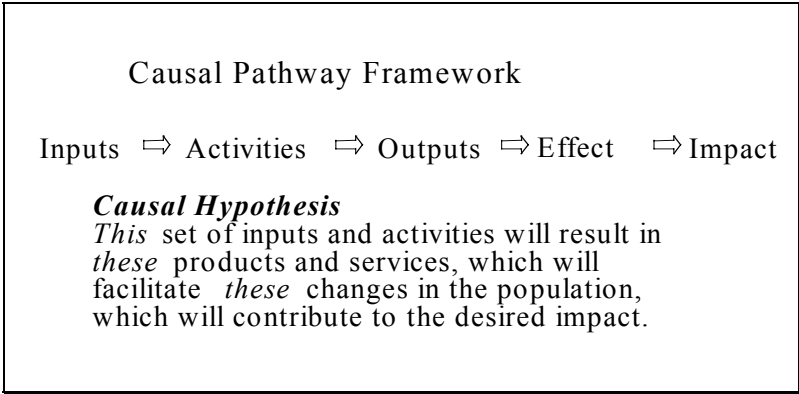 Causal Pathway Framework
Inputs ⇨ Activities ⇨ Outputs ⇨ Effect ⇨ Impact
Causal Hypothesis
This set of inputs and activities will result in
these products and services, which will
facilitate these changes in the population,
which will contribute to the desired impact.